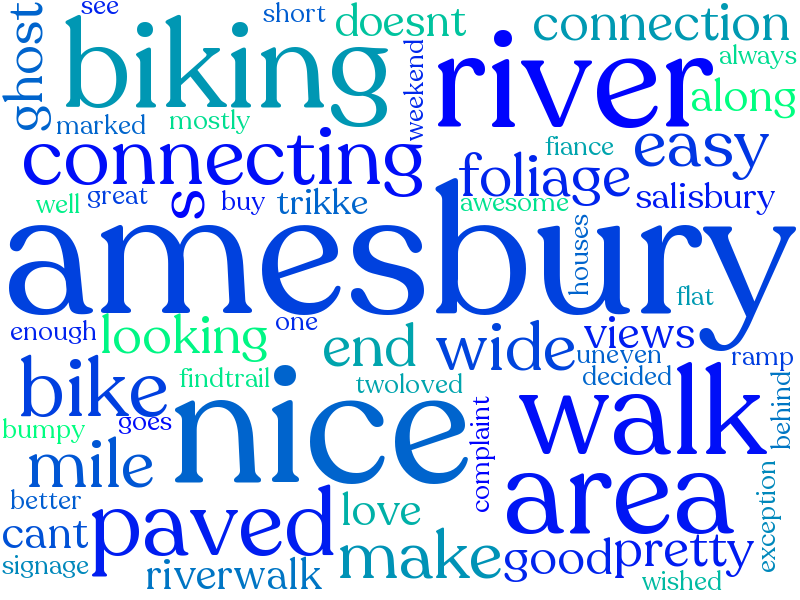 see
short
doesnt
connection
ghost
biking
weekend
river
always
along
marked
mostly
connecting
fiance
easy
foliage
well
great
s
buy
trikke
awesome
salisbury
amesbury
houses
flat
enough
looking
one
end
wide
views
uneven
ramp
bike
findtrail
twoloved
decided
behind
bumpy
goes
nice
complaint
walk
mile
area
exception
better
paved
love
cant
make
good
pretty
signage
riverwalk
wished